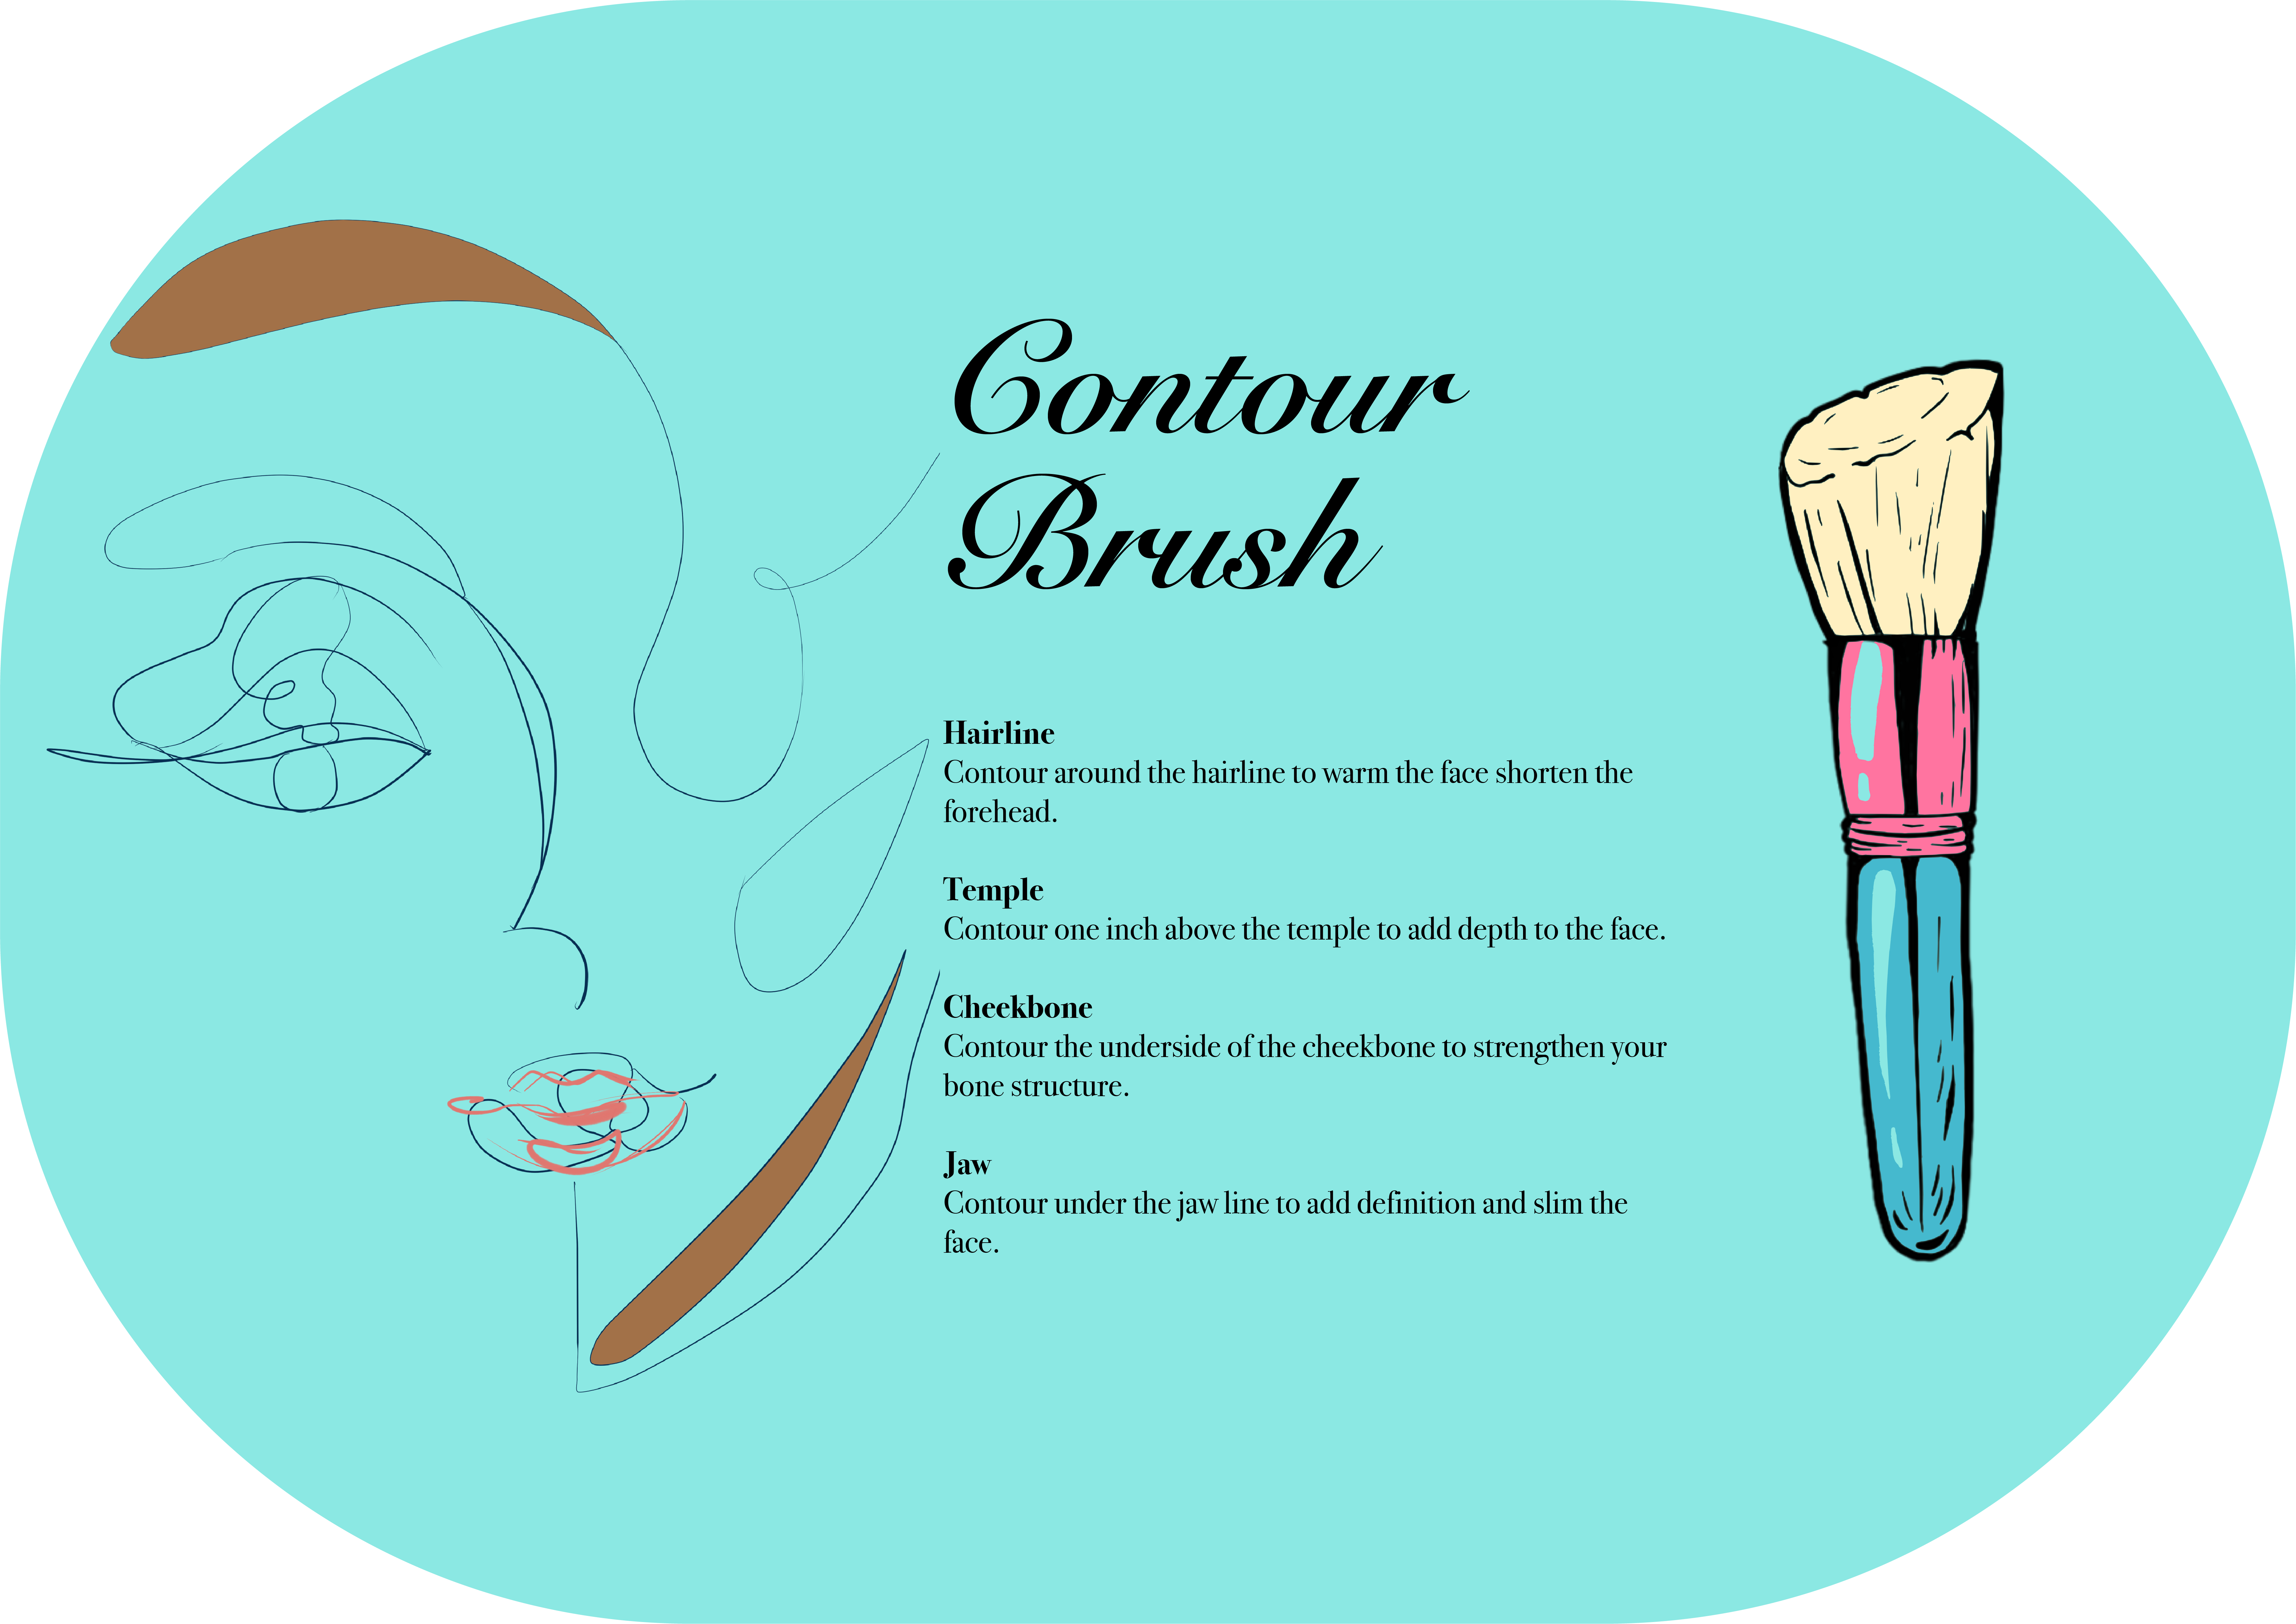 Contour
Brush
Hairline
Contour around the hairline to warm the face shorten the
forehead.
Temple
Contour one inch above the temple to add depth to the face.
Cheekbone
Contour the underside of the cheekbone to strengthen your
bone structure.
Jaw
Contour under the jaw line to add definition and slim the
face.